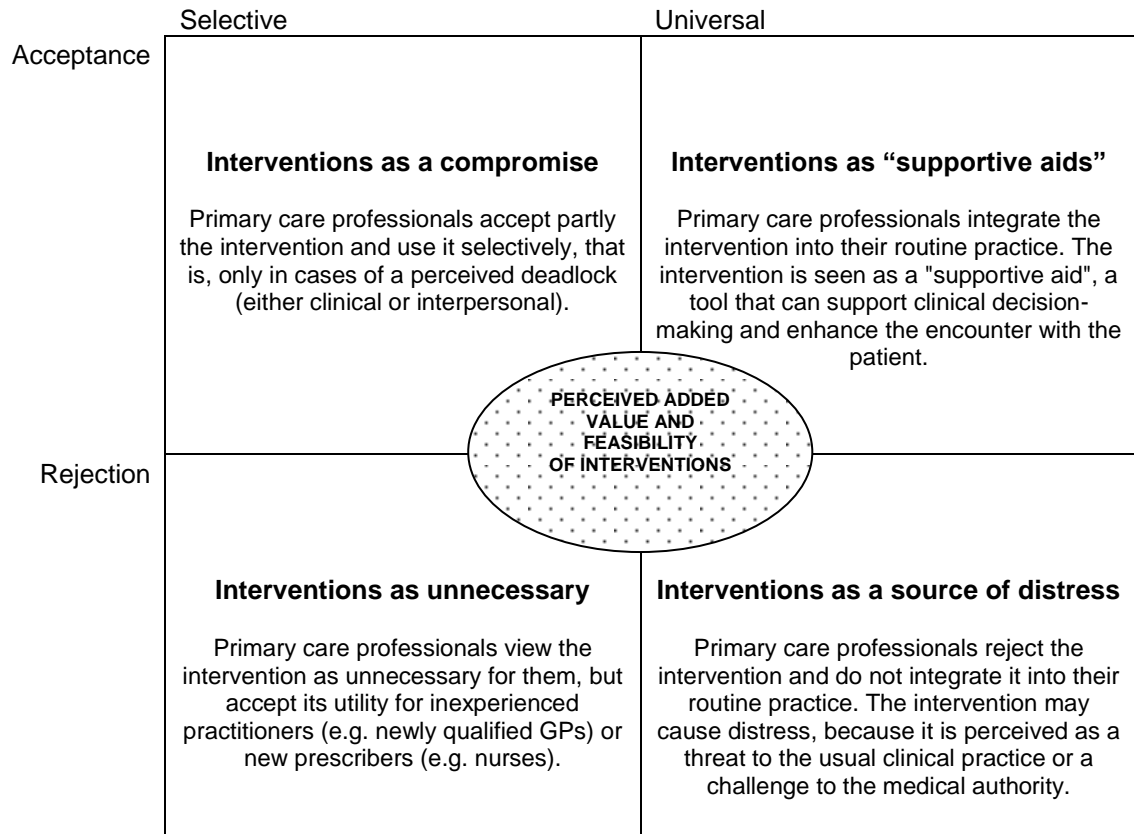 Selective
Universal
Acceptance
Interventions as a compromise
Primary care professionals accept partly
the intervention and use it selectively, that
is, only in cases of a perceived deadlock
(either clinical or interpersonal).
Interventions as “supportive aids”
Primary care professionals integrate the
intervention into their routine practice. The
intervention is seen as a "supportive aid", a
tool that can support clinical decision-
making and enhance the encounter with the
patient.
PERCEIVED ADDED
VALUE AND
FEASIBILITY
OF INTERVENTIONS
Rejection
Interventions as unnecessary
Primary care professionals view the
intervention as unnecessary for them, but
accept its utility for inexperienced
practitioners (e.g. newly qualified GPs) or
new prescribers (e.g. nurses).
Interventions as a source of distress
Primary care professionals reject the
intervention and do not integrate it into their
routine practice. The intervention may
cause distress, because it is perceived as a
threat to the usual clinical practice or a
challenge to the medical authority.